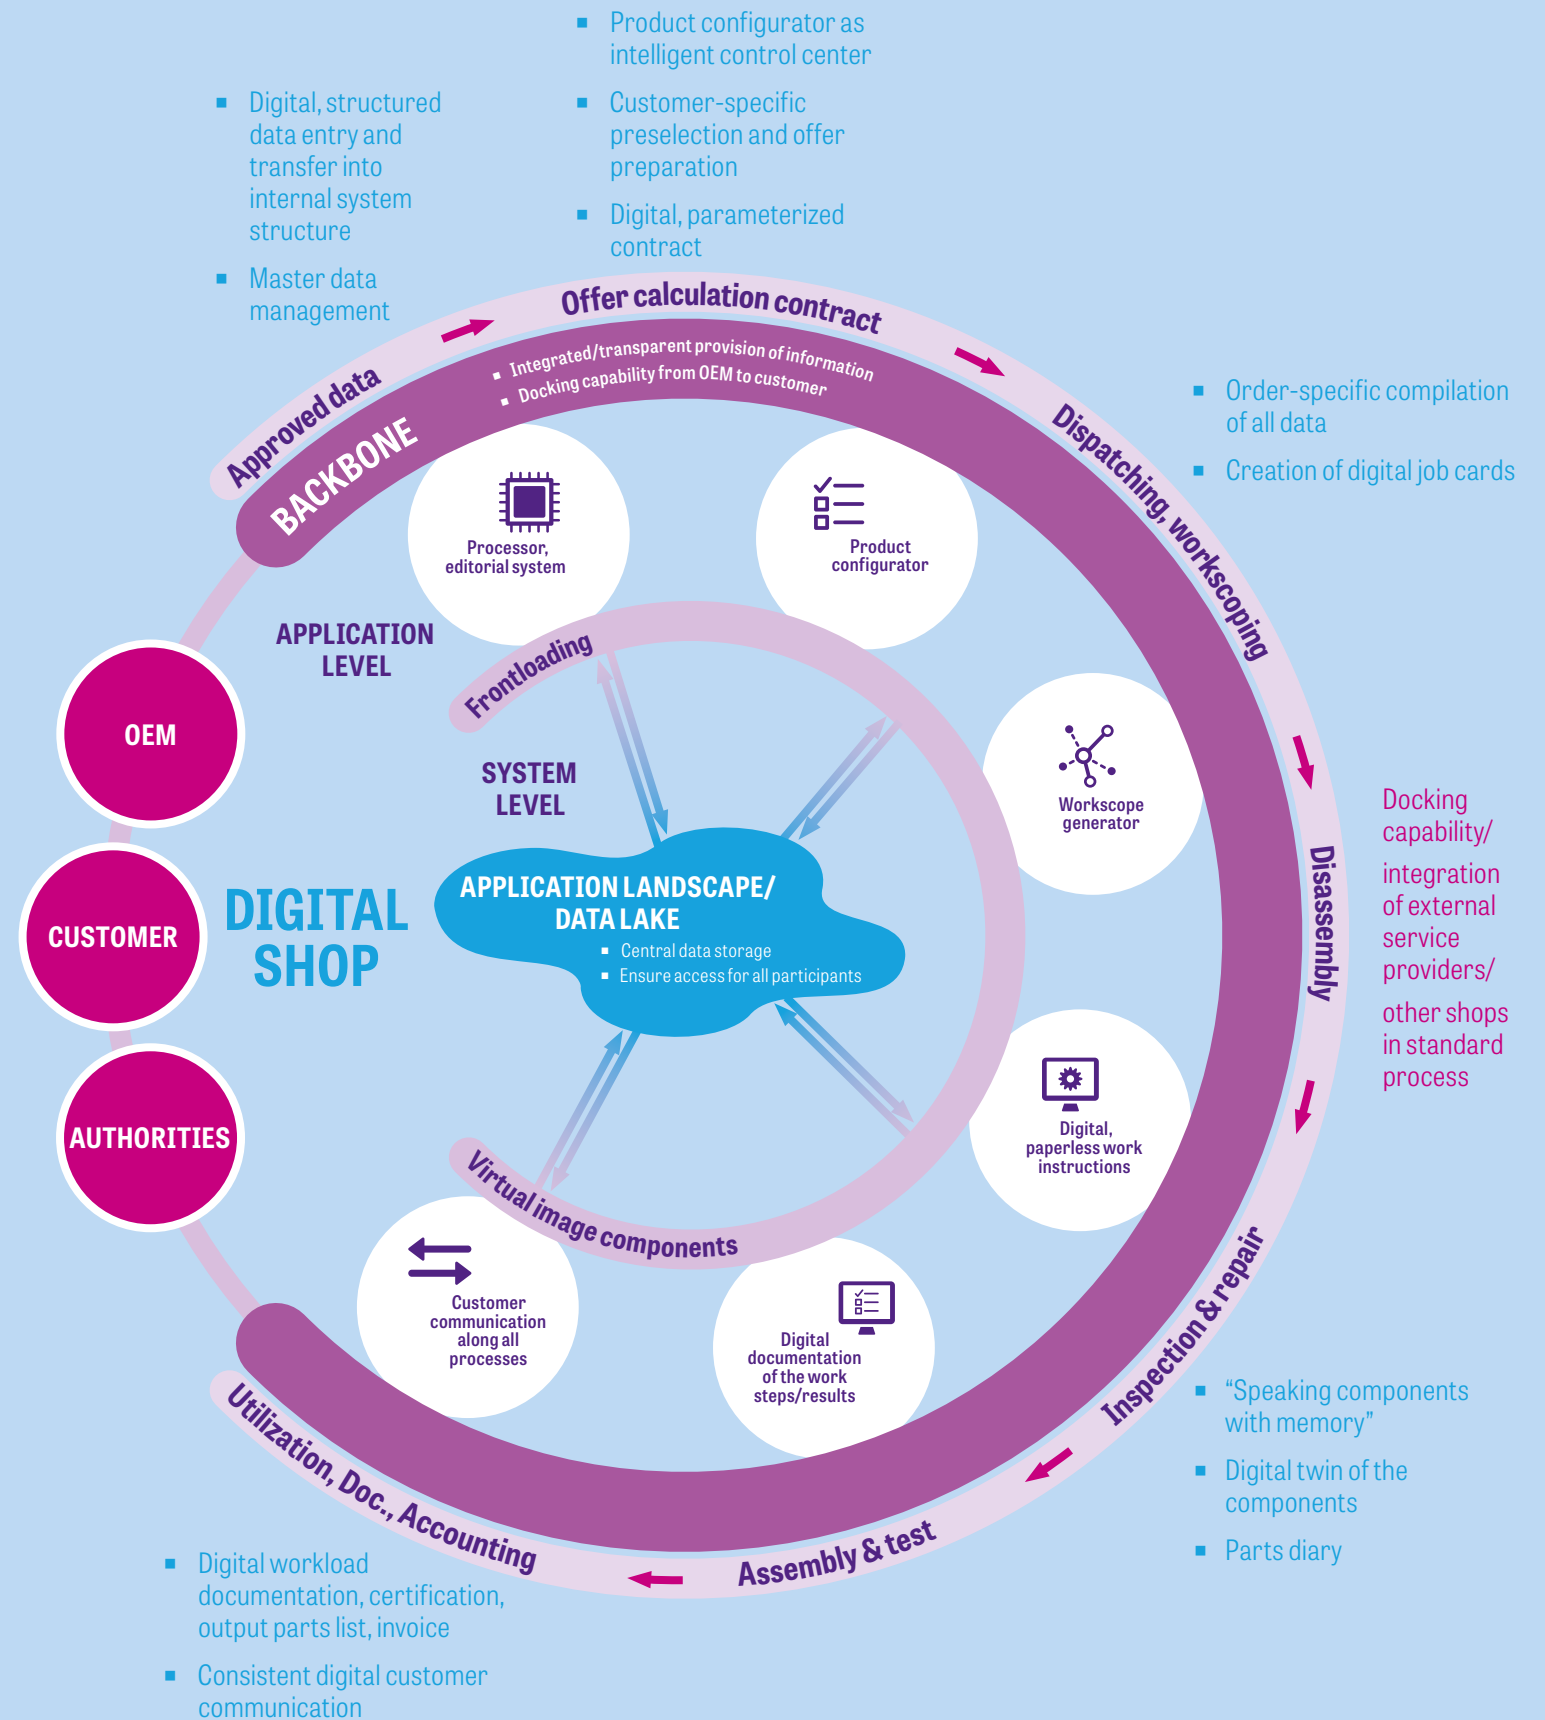 Product configurator as
intelligent control center
Customer-specific
preselection and offer
preparation
Digital, parameterized
contract
Digital, structured
data entry and
transfer into
internal system
structure
Master data
management
Approved data
Offer calculation contract
Dispatching, workscoping
Disassembly
Inspection & repair
Assembly & test
Utilization, Doc., Accounting
BACKBONE
Integrated/transparent provision of information
Docking capability from OEM to customer
Order-specific compilation
of all data
Creation of digital job cards
Processor,
editorial system
Product
configurator
Workscope
generator
Digital,
paperless work
instructions
Digital
documentation
of the work
steps/results
Customer
communication
along all
processes
APPLICATION
LEVEL
Frontloading
SYSTEM
LEVEL
Virtual image components
OEM
CUSTOMER
AUTHORITIES
DIGITAL
SHOP
APPLICATION LANDSCAPE/
DATA LAKE
Central data storage
Ensure access for all participants
Docking
capability/
integration
of external
service
providers/
other shops
in standard
process
“Speaking components
with memory”
Digital twin of the
components
Parts diary
Digital workload
documentation, certification,
output parts list, invoice
Consistent digital customer
communication